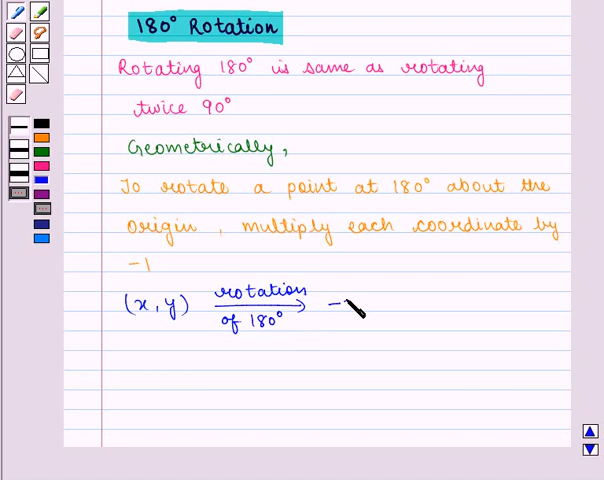 180° Rotation
Rotating 180° is same as rotating
twice 90°
Geometrically,
To rotate a point at 180° about the
origin, multiply each coordinate by
-1
(x, y) rotation of 180° → -